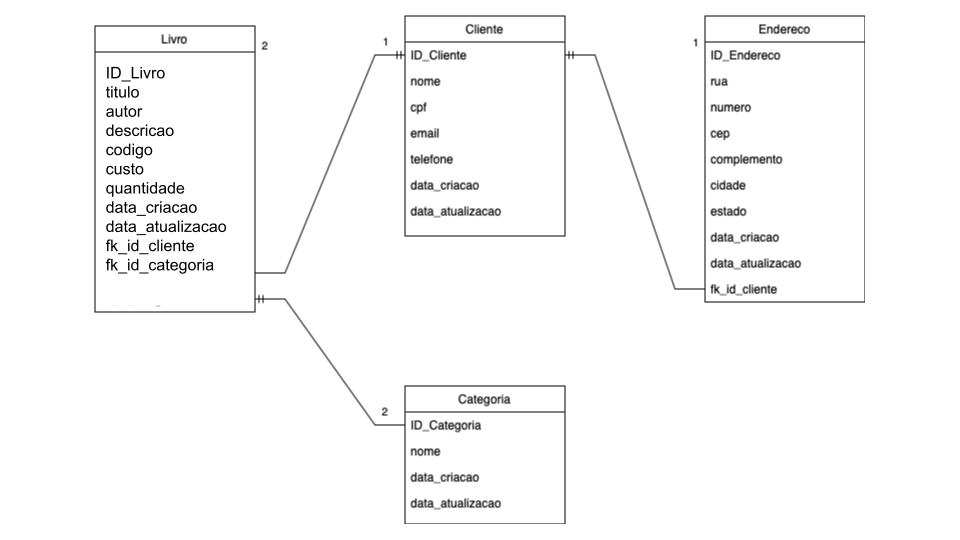 Livro
2
ID_Livro
titulo
autor
descricao
codigo
custo
quantidade
data_criacao
data_atualizacao
fk_id_cliente
fk_id_categoria
Cliente
1
ID_Cliente
nome
cpf
email
telefone
data_criacao
data_atualizacao
Endereco
1
ID_Endereco
rua
numero
cep
complemento
cidade
estado
data_criacao
data_atualizacao
fk_id_cliente
Categoria
2
ID_Categoria
nome
data_criacao
data_atualizacao